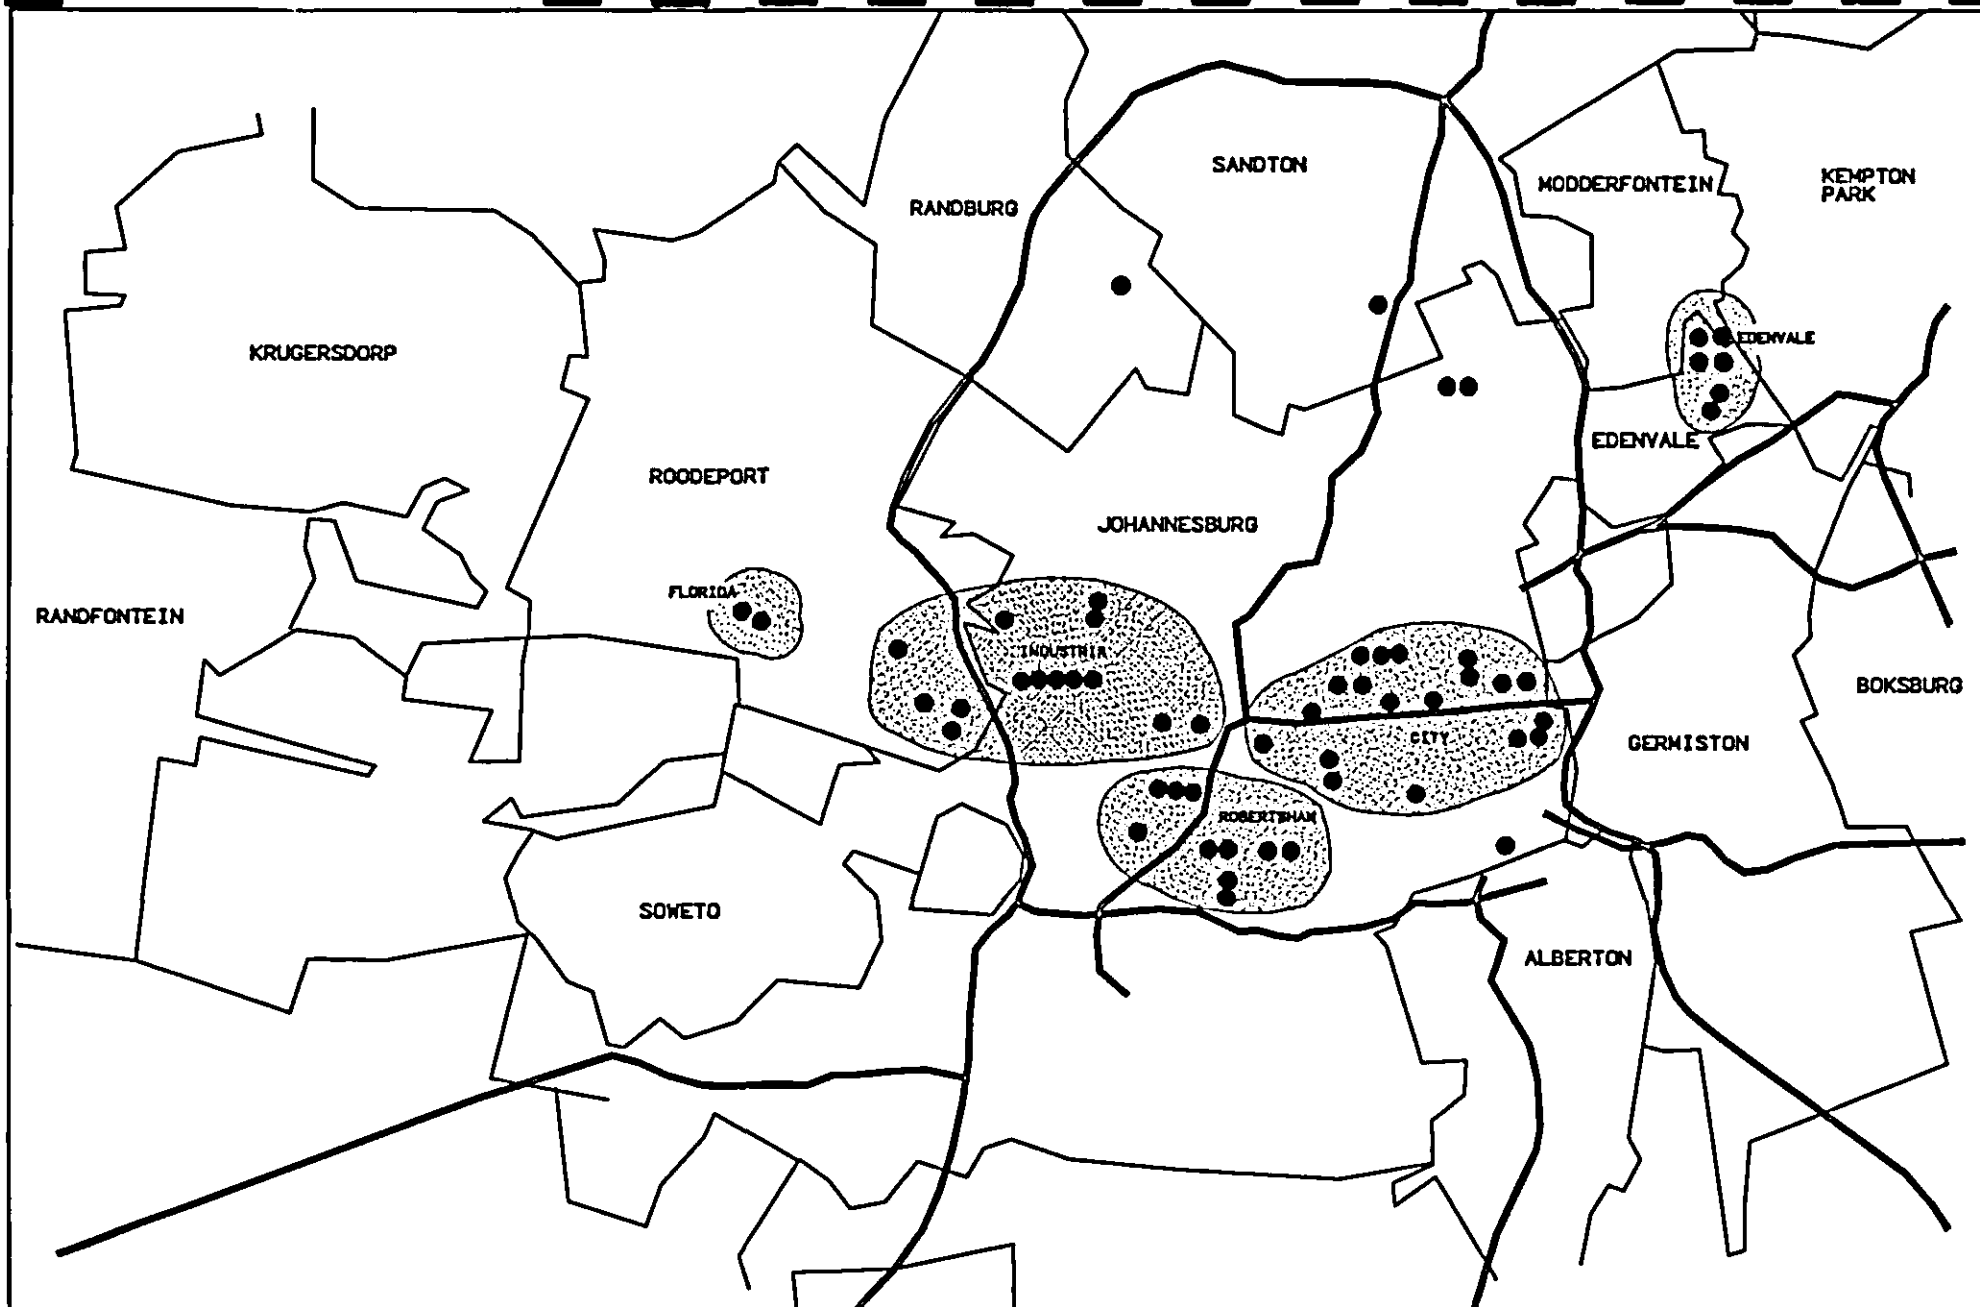 SANDTON
MODDERFONTEIN
KEMPTON
PARK
RANDBURG
KRUGERSDORP
EDENVALE
EDENVALE
ROODEPORT
JOHANNESBURG
FLORIDA
RANDFONTEIN
INDUSTRIA
BOKSBURG
CITY
GERMISTON
ROBERTSHAM
SOWETO
ALBERTON